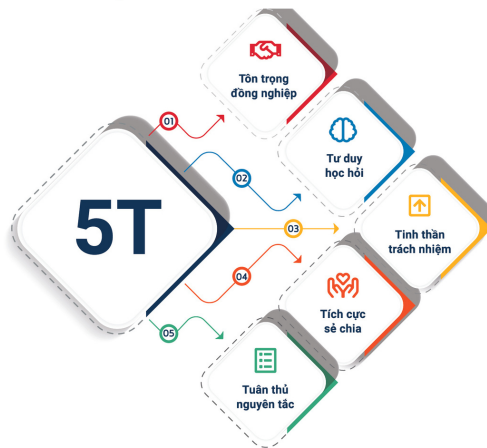 5T
01
Tôn trọng
đồng nghiệp
02
Tư duy
học hỏi
03
Tinh thần
trách nhiệm
04
Tích cực
sẻ chia
05
Tuân thủ
nguyên tắc